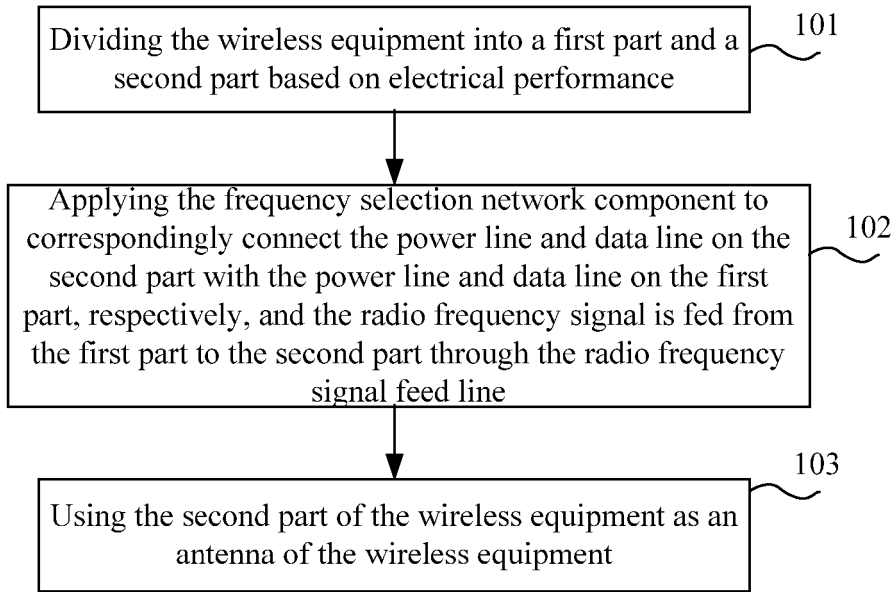 Dividing the wireless equipment into a first part and a
second part based on electrical performance
101
Applying the frequency selection network component to
correspondingly connect the power line and data line on the
second part with the power line and data line on the first
part, respectively, and the radio frequency signal is fed from
the first part to the second part through the radio frequency
signal feed line
102
Using the second part of the wireless equipment as an
antenna of the wireless equipment
103